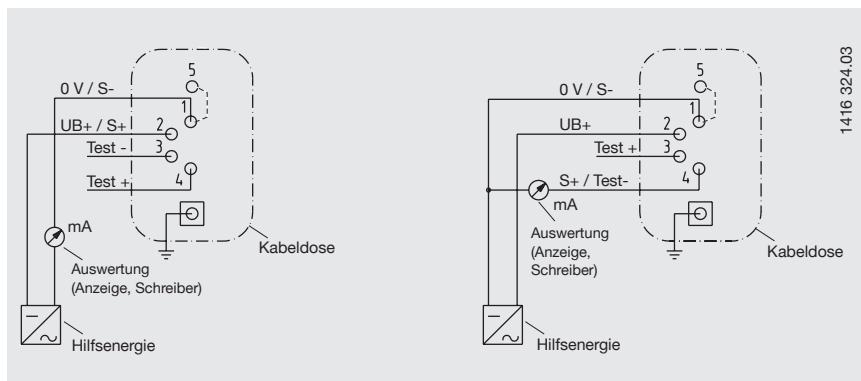 5
0 V / S-
1
UB+ / S+
2
Test -
3
Test +
4
mA
Kabeldose
Auswertung
(Anzeige, Schreiber)
Hilfsenergie
5
0 V / S-
1
UB+
2
Test +
3
S+ / Test-
4
mA
Auswertung
(Anzeige,
Schreiber)
Kabeldose
Hilfsenergie
1416 324.03